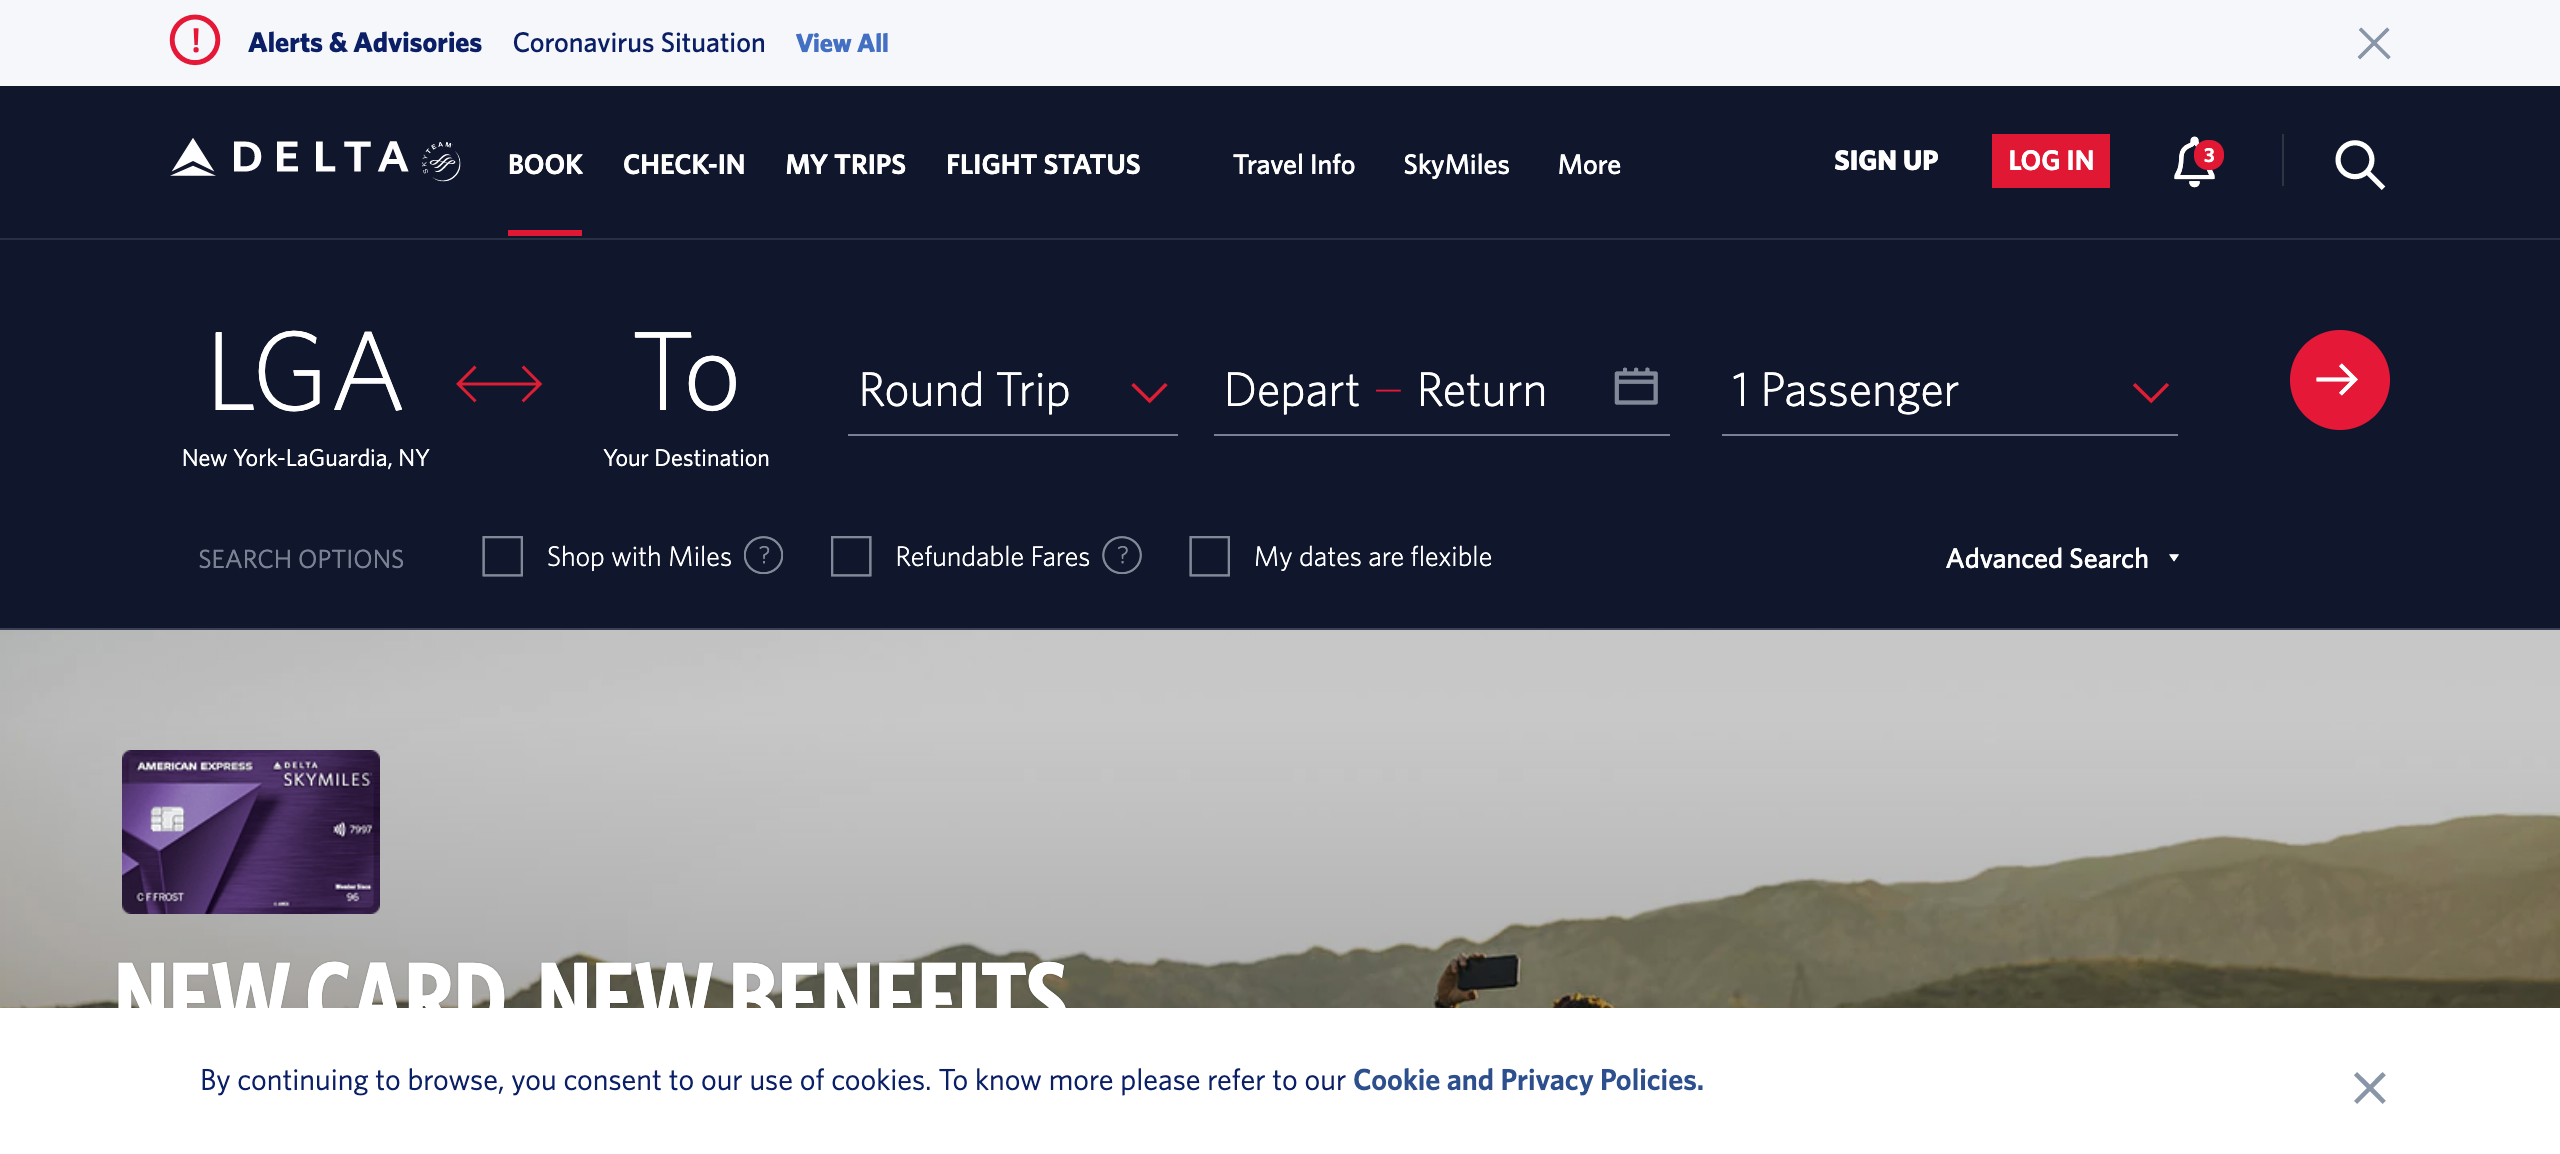 Alerts & Advisories Coronavirus Situation View All
DELTA SKYTEAM BOOK CHECK-IN MY TRIPS FLIGHT STATUS Travel Info SkyMiles More SIGN UP LOG IN 3
LGA To Round Trip Depart — Return 1 Passenger
New York-LaGuardia, NY Your Destination
SEARCH OPTIONS Shop with Miles ? Refundable Fares ? My dates are flexible Advanced Search
AMERICAN EXPRESS DELTA
SKYMILES
7997
Member Since
C F FROST 96
NEW CARD. NEW BENEFITS
By continuing to browse, you consent to our use of cookies. To know more please refer to our Cookie and Privacy Policies.